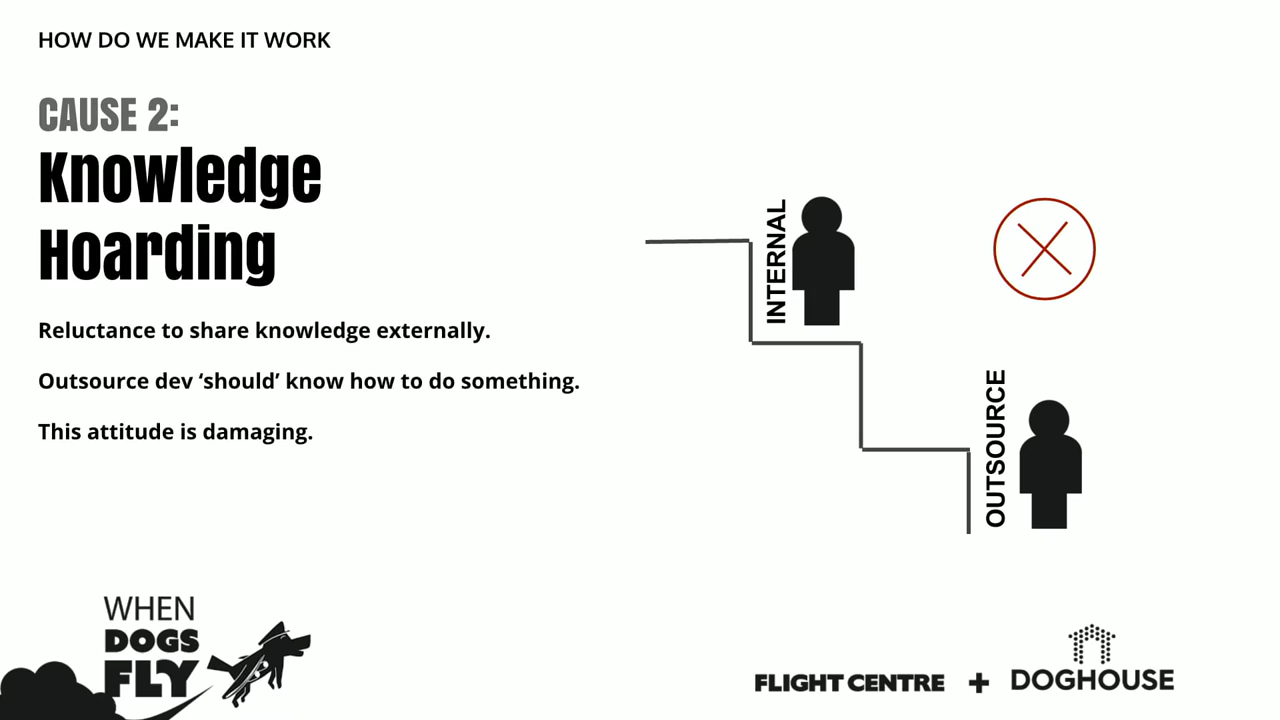 HOW DO WE MAKE IT WORK
CAUSE 2:
Knowledge
Hoarding
Reluctance to share knowledge externally.
Outsource dev ‘should’ know how to do something.
This attitude is damaging.
INTERNAL
OUTSOURCE
WHEN
DOGS
FLY
FLIGHT CENTRE + DOGHOUSE